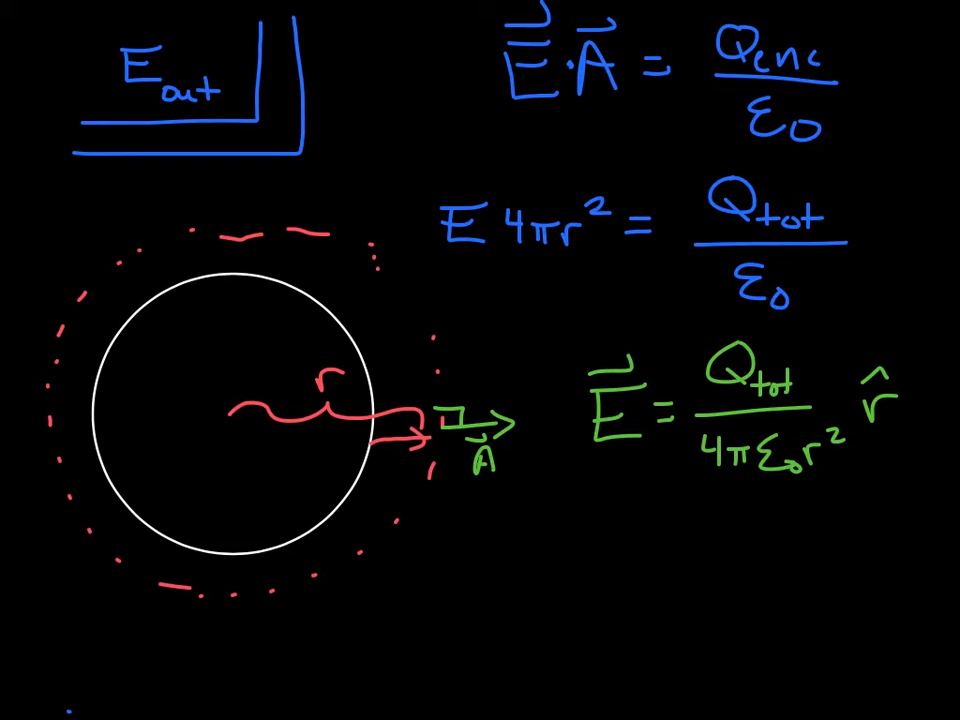 E_out
E⃗·A⃗ = Q_enc/ε₀
E 4πr² = Q_tot/ε₀
r
A⃗
E⃗ = Q_tot/(4πε₀r²) r̂